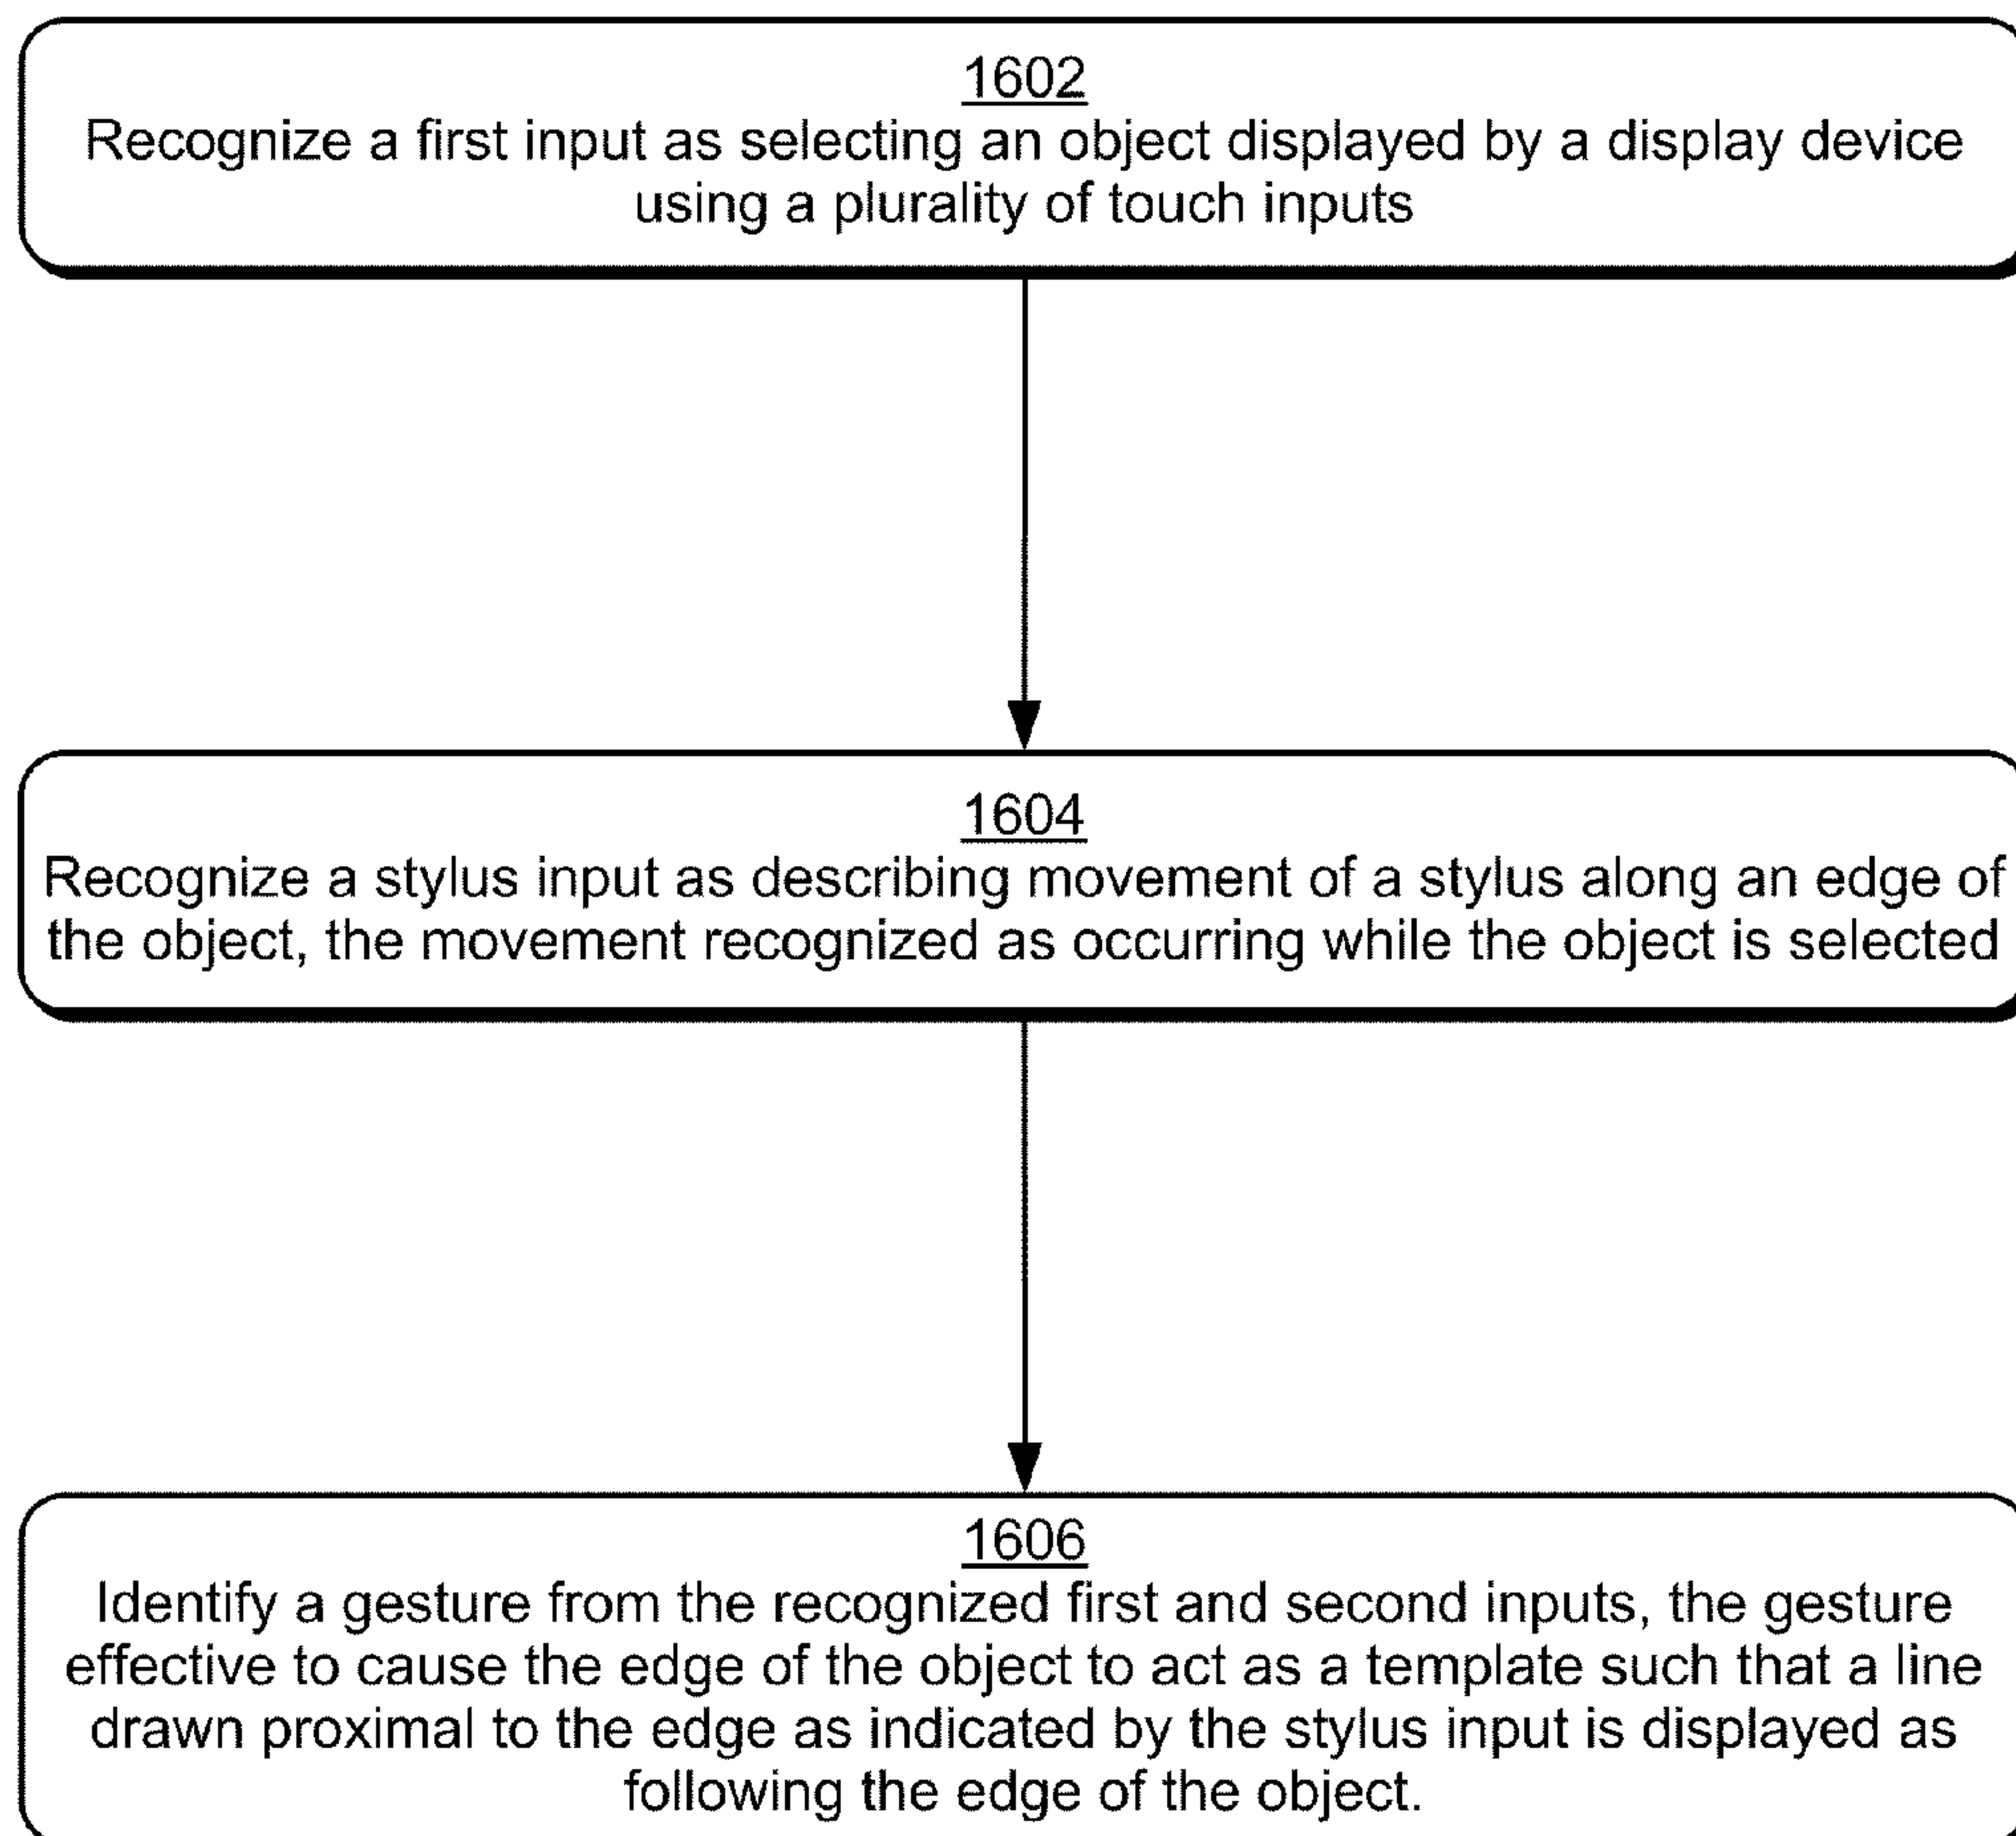 1602
Recognize a first input as selecting an object displayed by a display device
using a plurality of touch inputs
1604
Recognize a stylus input as describing movement of a stylus along an edge of
the object, the movement recognized as occurring while the object is selected
1606
Identify a gesture from the recognized first and second inputs, the gesture
effective to cause the edge of the object to act as a template such that a line
drawn proximal to the edge as indicated by the stylus input is displayed as
following the edge of the object.